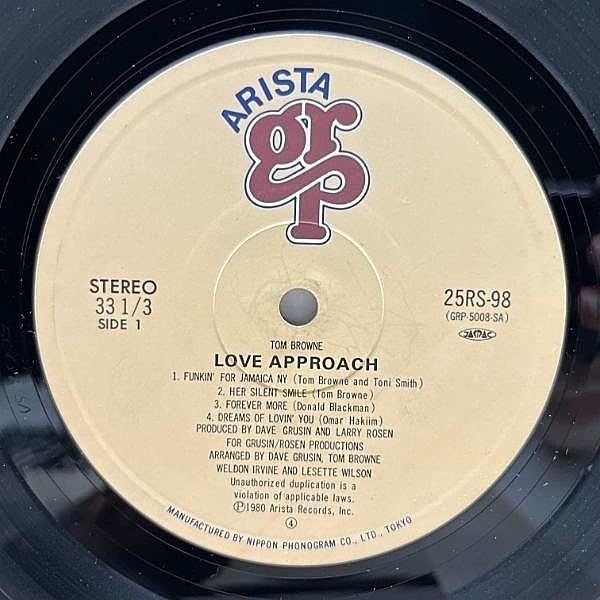 ARISTA
grp
STEREO
33 1/3
SIDE 1
25RS-98
(GRP-5008-SA)
JASRAC
TOM BROWNE
LOVE APPROACH
1. FUNKIN' FOR JAMAICA NY (Tom Browne and Toni Smith)
2. HER SILENT SMILE (Tom Browne)
3. FOREVER MORE (Donald Blackman)
4. DREAMS OF LOVIN' YOU (Omar Hakiim)
PRODUCED BY DAVE GRUSIN AND LARRY ROSEN
FOR GRUSIN/ROSEN PRODUCTIONS
ARRANGED BY DAVE GRUSIN, TOM BROWNE
WELDON IRVINE AND LESETTE WILSON
Unauthorized duplication is a
violation of applicable laws.
Ⓟ1980 Arista Records, Inc.
④
MANUFACTURED BY NIPPON PHONOGRAM CO., LTD., TOKYO